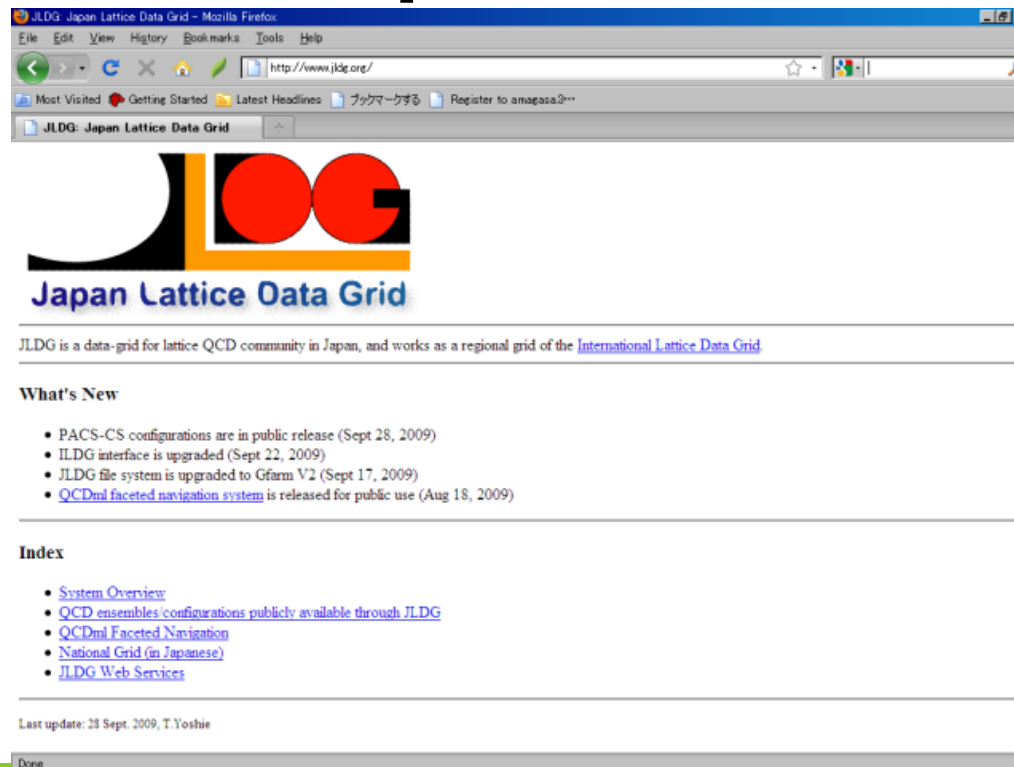 JLDG: Japan Lattice Data Grid - Mozilla Firefox
File Edit View History Bookmarks Tools Help
http://www.jldg.org/
Most Visited Getting Started Latest Headlines ブックマークする Register to amagasa3...
JLDG: Japan Lattice Data Grid
JLDG
Japan Lattice Data Grid
JLDG is a data-grid for lattice QCD community in Japan, and works as a regional grid of the International Lattice Data Grid.
What's New
• PACS-CS configurations are in public release (Sept 28, 2009)
• ILDG interface is upgraded (Sept 22, 2009)
• JLDG file system is upgraded to Gfarm V2 (Sept 17, 2009)
• QCDml faceted navigation system is released for public use (Aug 18, 2009)
Index
• System Overview
• QCD ensembles/configurations publicly available through JLDG
• QCDml Faceted Navigation
• National Grid (in Japanese)
• JLDG Web Services
Last update: 28 Sept. 2009, T.Yoshie
Done